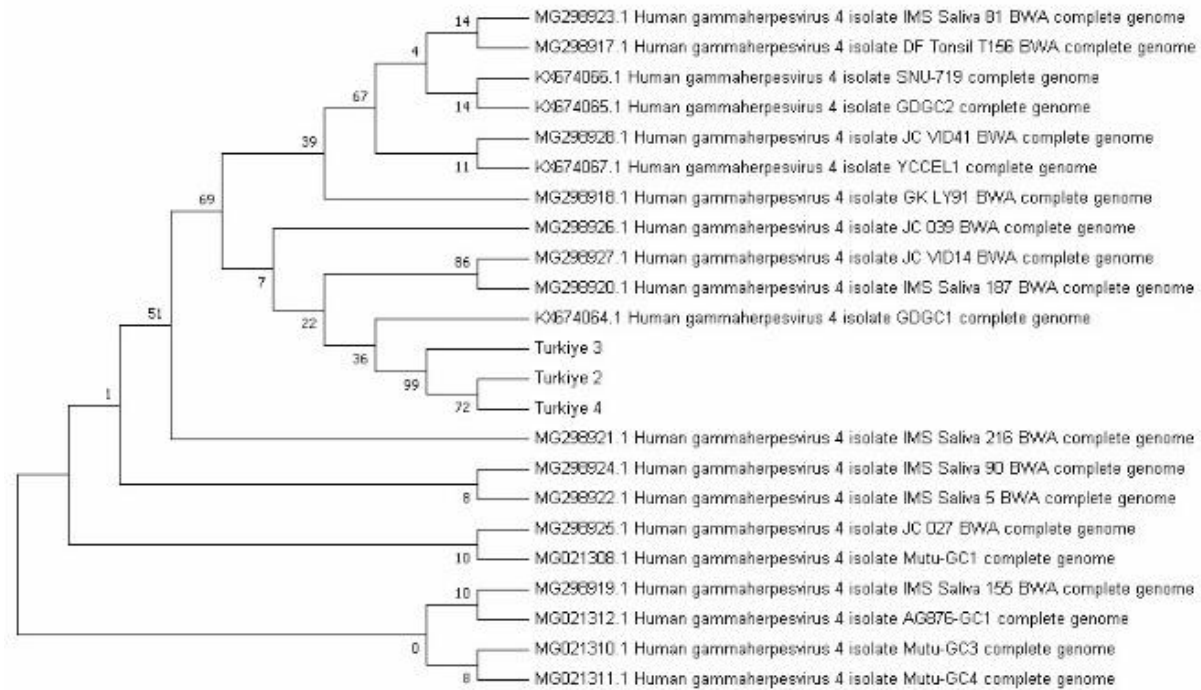 14
MG298923.1 Human gammaherpesvirus 4 isolate IMS Saliva 81 BWA complete genome
MG298917.1 Human gammaherpesvirus 4 isolate DF Tonsil T156 BWA complete genome
4
KX674066.1 Human gammaherpesvirus 4 isolate SNU-719 complete genome
14
KX674065.1 Human gammaherpesvirus 4 isolate GDGC2 complete genome
67
MG298928.1 Human gammaherpesvirus 4 isolate JC VID41 BWA complete genome
39
11
KX674067.1 Human gammaherpesvirus 4 isolate YCCEL1 complete genome
MG298918.1 Human gammaherpesvirus 4 isolate GK LY91 BWA complete genome
69
MG298926.1 Human gammaherpesvirus 4 isolate JC 039 BWA complete genome
86
MG298927.1 Human gammaherpesvirus 4 isolate JC VID14 BWA complete genome
7
MG298920.1 Human gammaherpesvirus 4 isolate IMS Saliva 187 BWA complete genome
51
22
KX674064.1 Human gammaherpesvirus 4 isolate GDGC1 complete genome
36
Turkiye 3
99
Turkiye 2
72
Turkiye 4
1
MG298921.1 Human gammaherpesvirus 4 isolate IMS Saliva 216 BWA complete genome
MG298924.1 Human gammaherpesvirus 4 isolate IMS Saliva 90 BWA complete genome
8
MG298922.1 Human gammaherpesvirus 4 isolate IMS Saliva 5 BWA complete genome
MG298925.1 Human gammaherpesvirus 4 isolate JC 027 BWA complete genome
10
MG021308.1 Human gammaherpesvirus 4 isolate Mutu-GC1 complete genome
10
MG298919.1 Human gammaherpesvirus 4 isolate IMS Saliva 155 BWA complete genome
MG021312.1 Human gammaherpesvirus 4 isolate AG876-GC1 complete genome
0
MG021310.1 Human gammaherpesvirus 4 isolate Mutu-GC3 complete genome
8
MG021311.1 Human gammaherpesvirus 4 isolate Mutu-GC4 complete genome